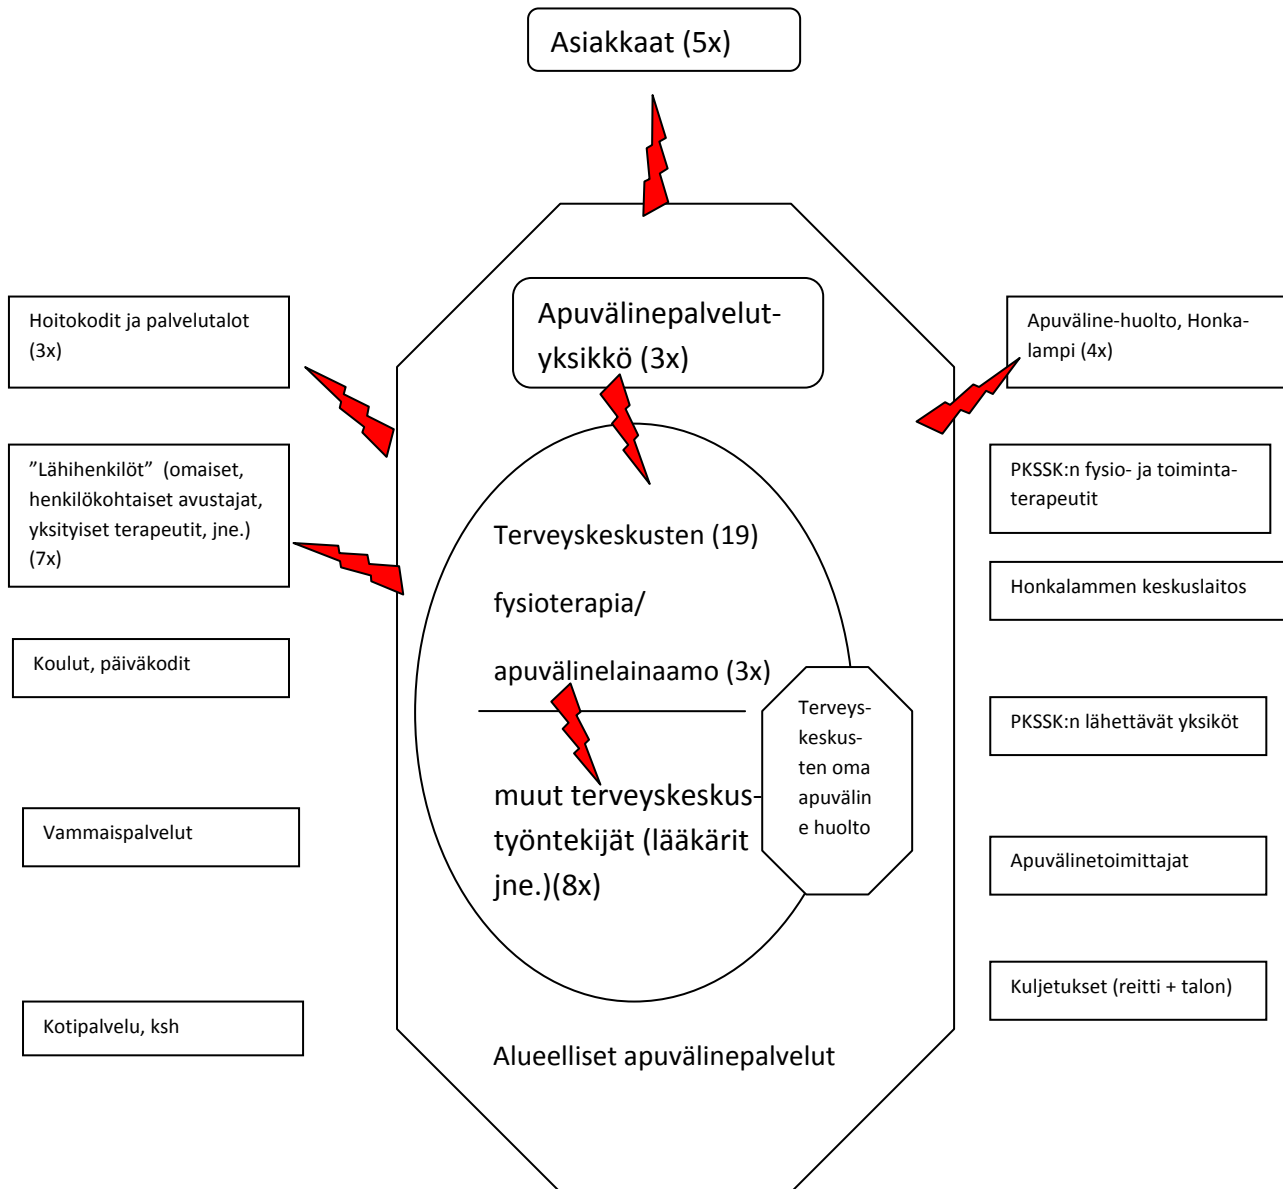 Asiakkaat (5x)
Apuvälinepalvelut-
yksikkö (3x)
Hoitokodit ja palvelutalot
(3x)
Apuväline-huolto, Honka-
lampi (4x)
"Lähihenkilöt" (omaiset,
henkilökohtaiset avustajat,
yksityiset terapeutit, jne.)
(7x)
PKSSK:n fysio- ja toiminta-
terapeutit
Terveyskeskusten (19)
fysioterapia/
apuvälinelainaamo (3x)
Honkalammen keskuslaitos
Koulut, päiväkodit
Terveys-
keskus-
ten oma
apuvälin
e huolto
PKSSK:n lähettävät yksiköt
muut terveyskeskus-
työntekijät (lääkärit
jne.)(8x)
Vammaispalvelut
Apuvälinetoimittajat
Kuljetukset (reitti + talon)
Kotipalvelu, ksh
Alueelliset apuvälinepalvelut